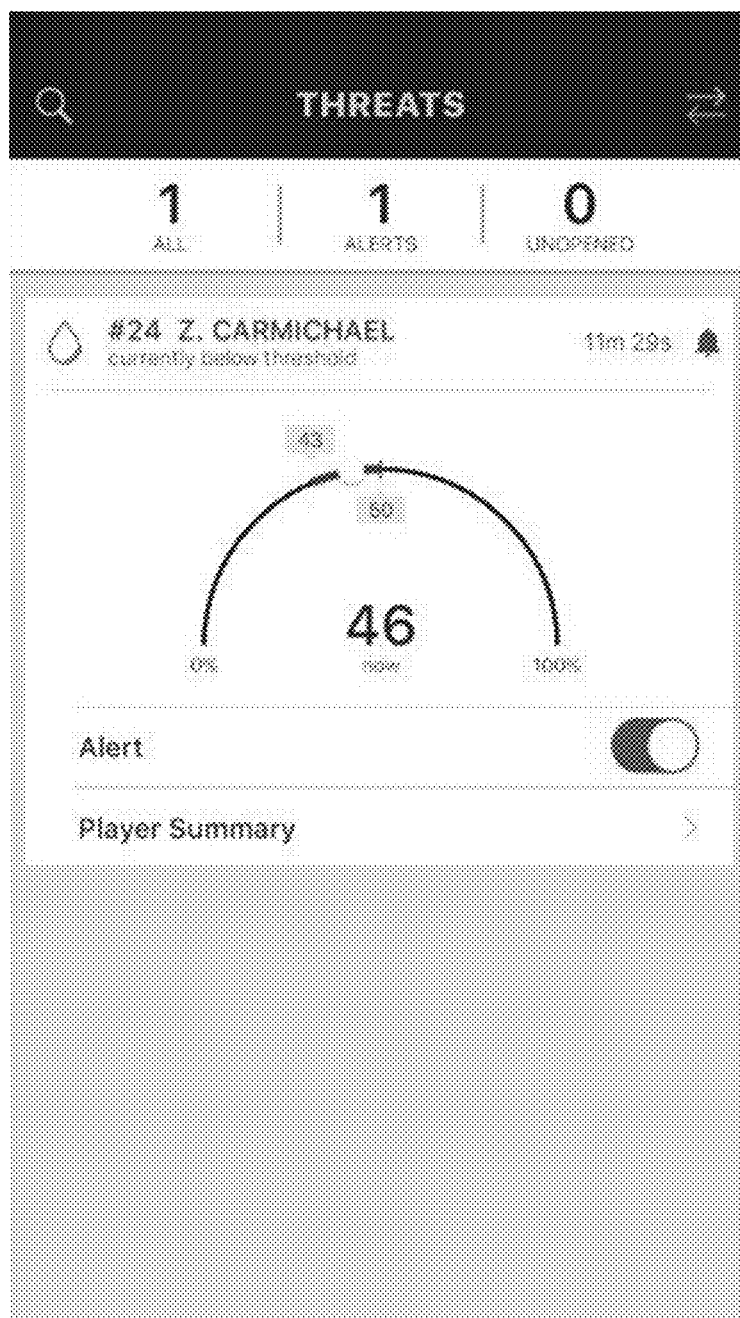 THREATS
1 1 0
ALL ALERTS UNOPENED
#24 Z. CARMICHAEL
currently below threshold
11m 29s
43
50
46
now
0% 100%
Alert
Player Summary